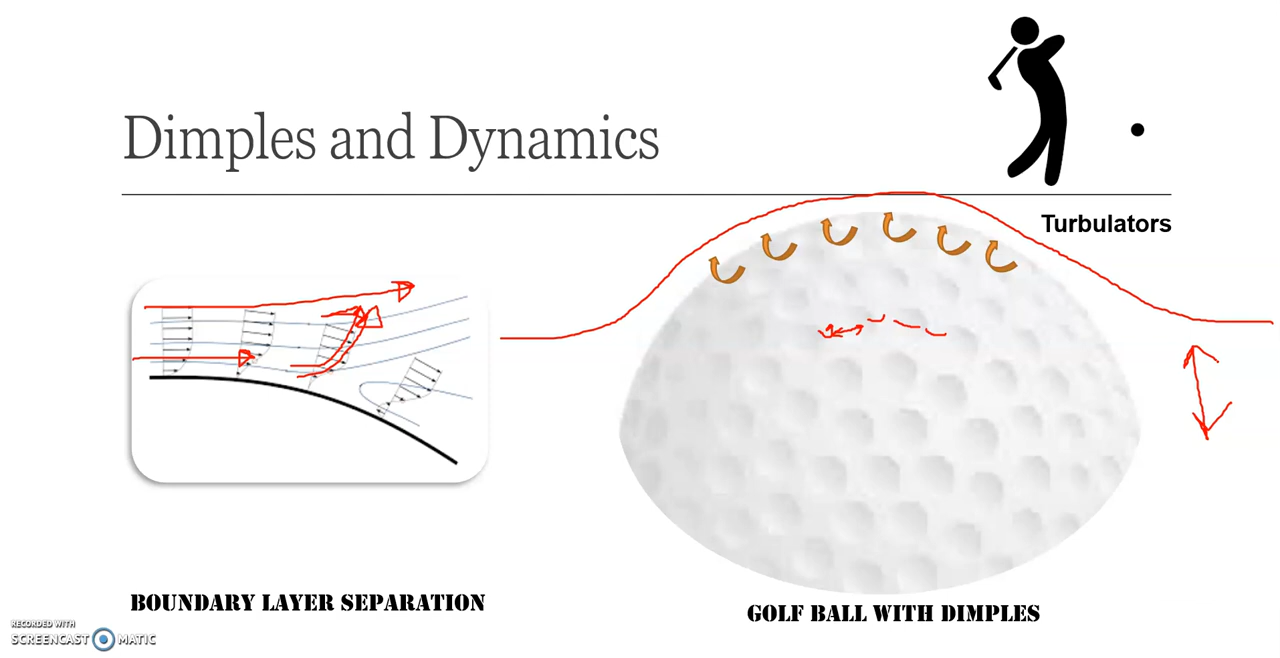 Dimples and Dynamics
Turbulators
BOUNDARY LAYER SEPARATION
GOLF BALL WITH DIMPLES
RECORDED WITH
SCREENCAST MATIC